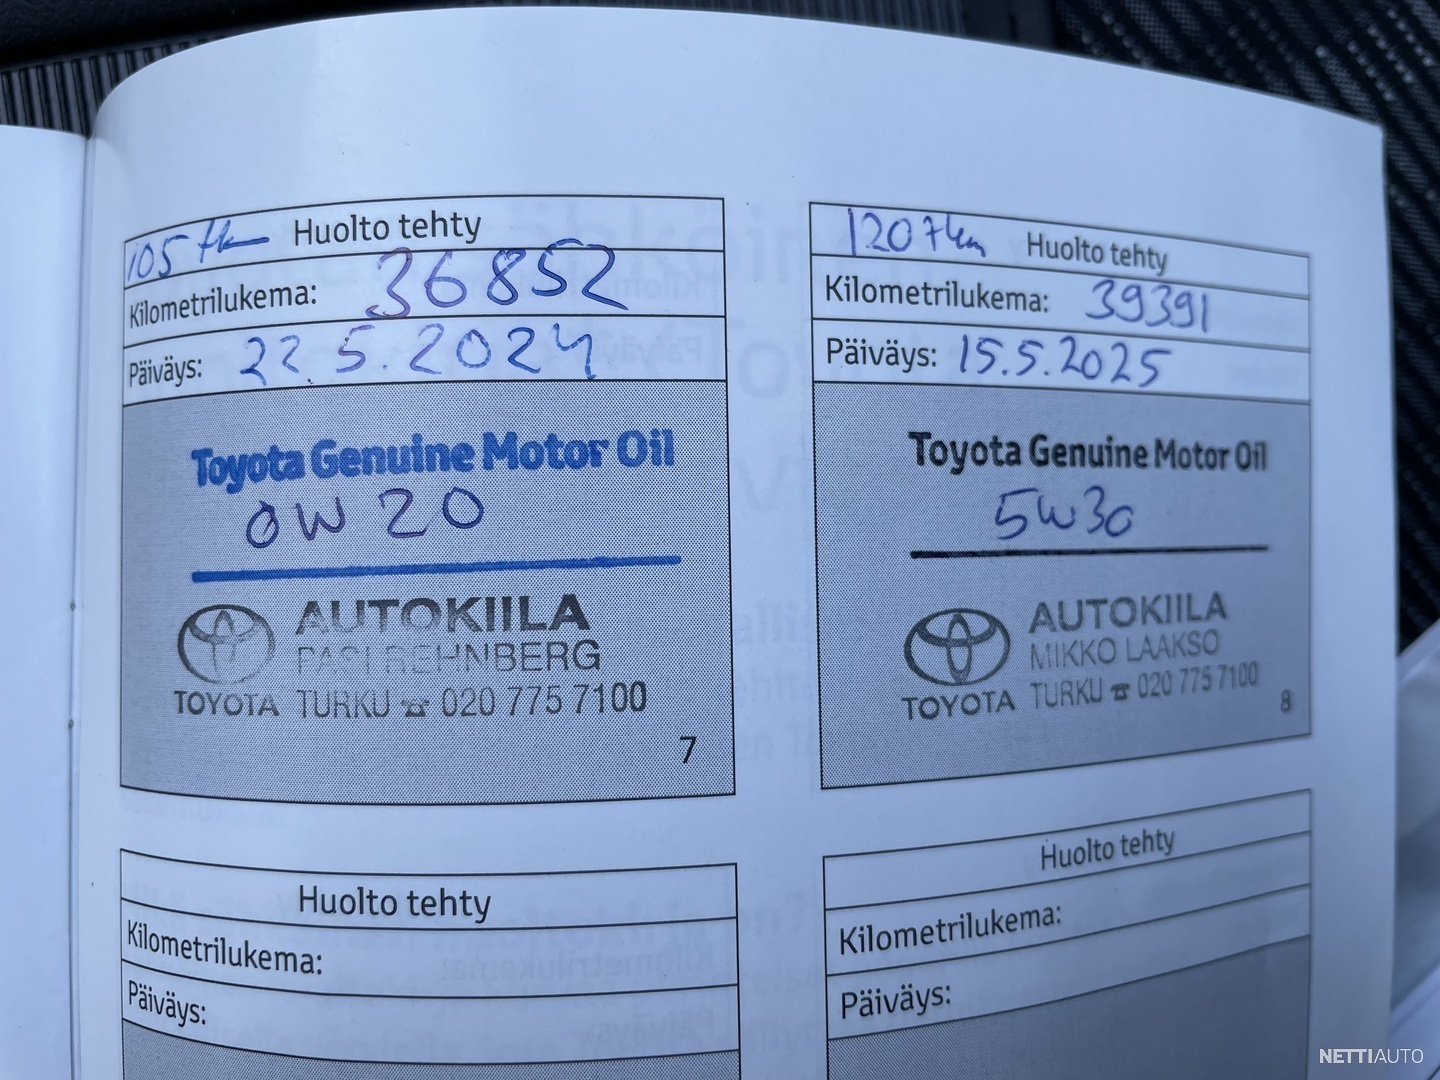 105 tkm Huolto tehty
Kilometrilukema: 36852
Päiväys: 22.5.2024
Toyota Genuine Motor Oil
0W20
AUTOKIILA
PASI REHNBERG
TOYOTA TURKU ☎ 020 775 7100
7
120 tkm Huolto tehty
Kilometrilukema: 39391
Päiväys: 15.5.2025
Toyota Genuine Motor Oil
5W30
AUTOKIILA
MIKKO LAAKSO
TOYOTA TURKU ☎ 020 775 7100
8
Huolto tehty
Kilometrilukema:
Päiväys:
Huolto tehty
Kilometrilukema:
Päiväys:
NETTIAUTO